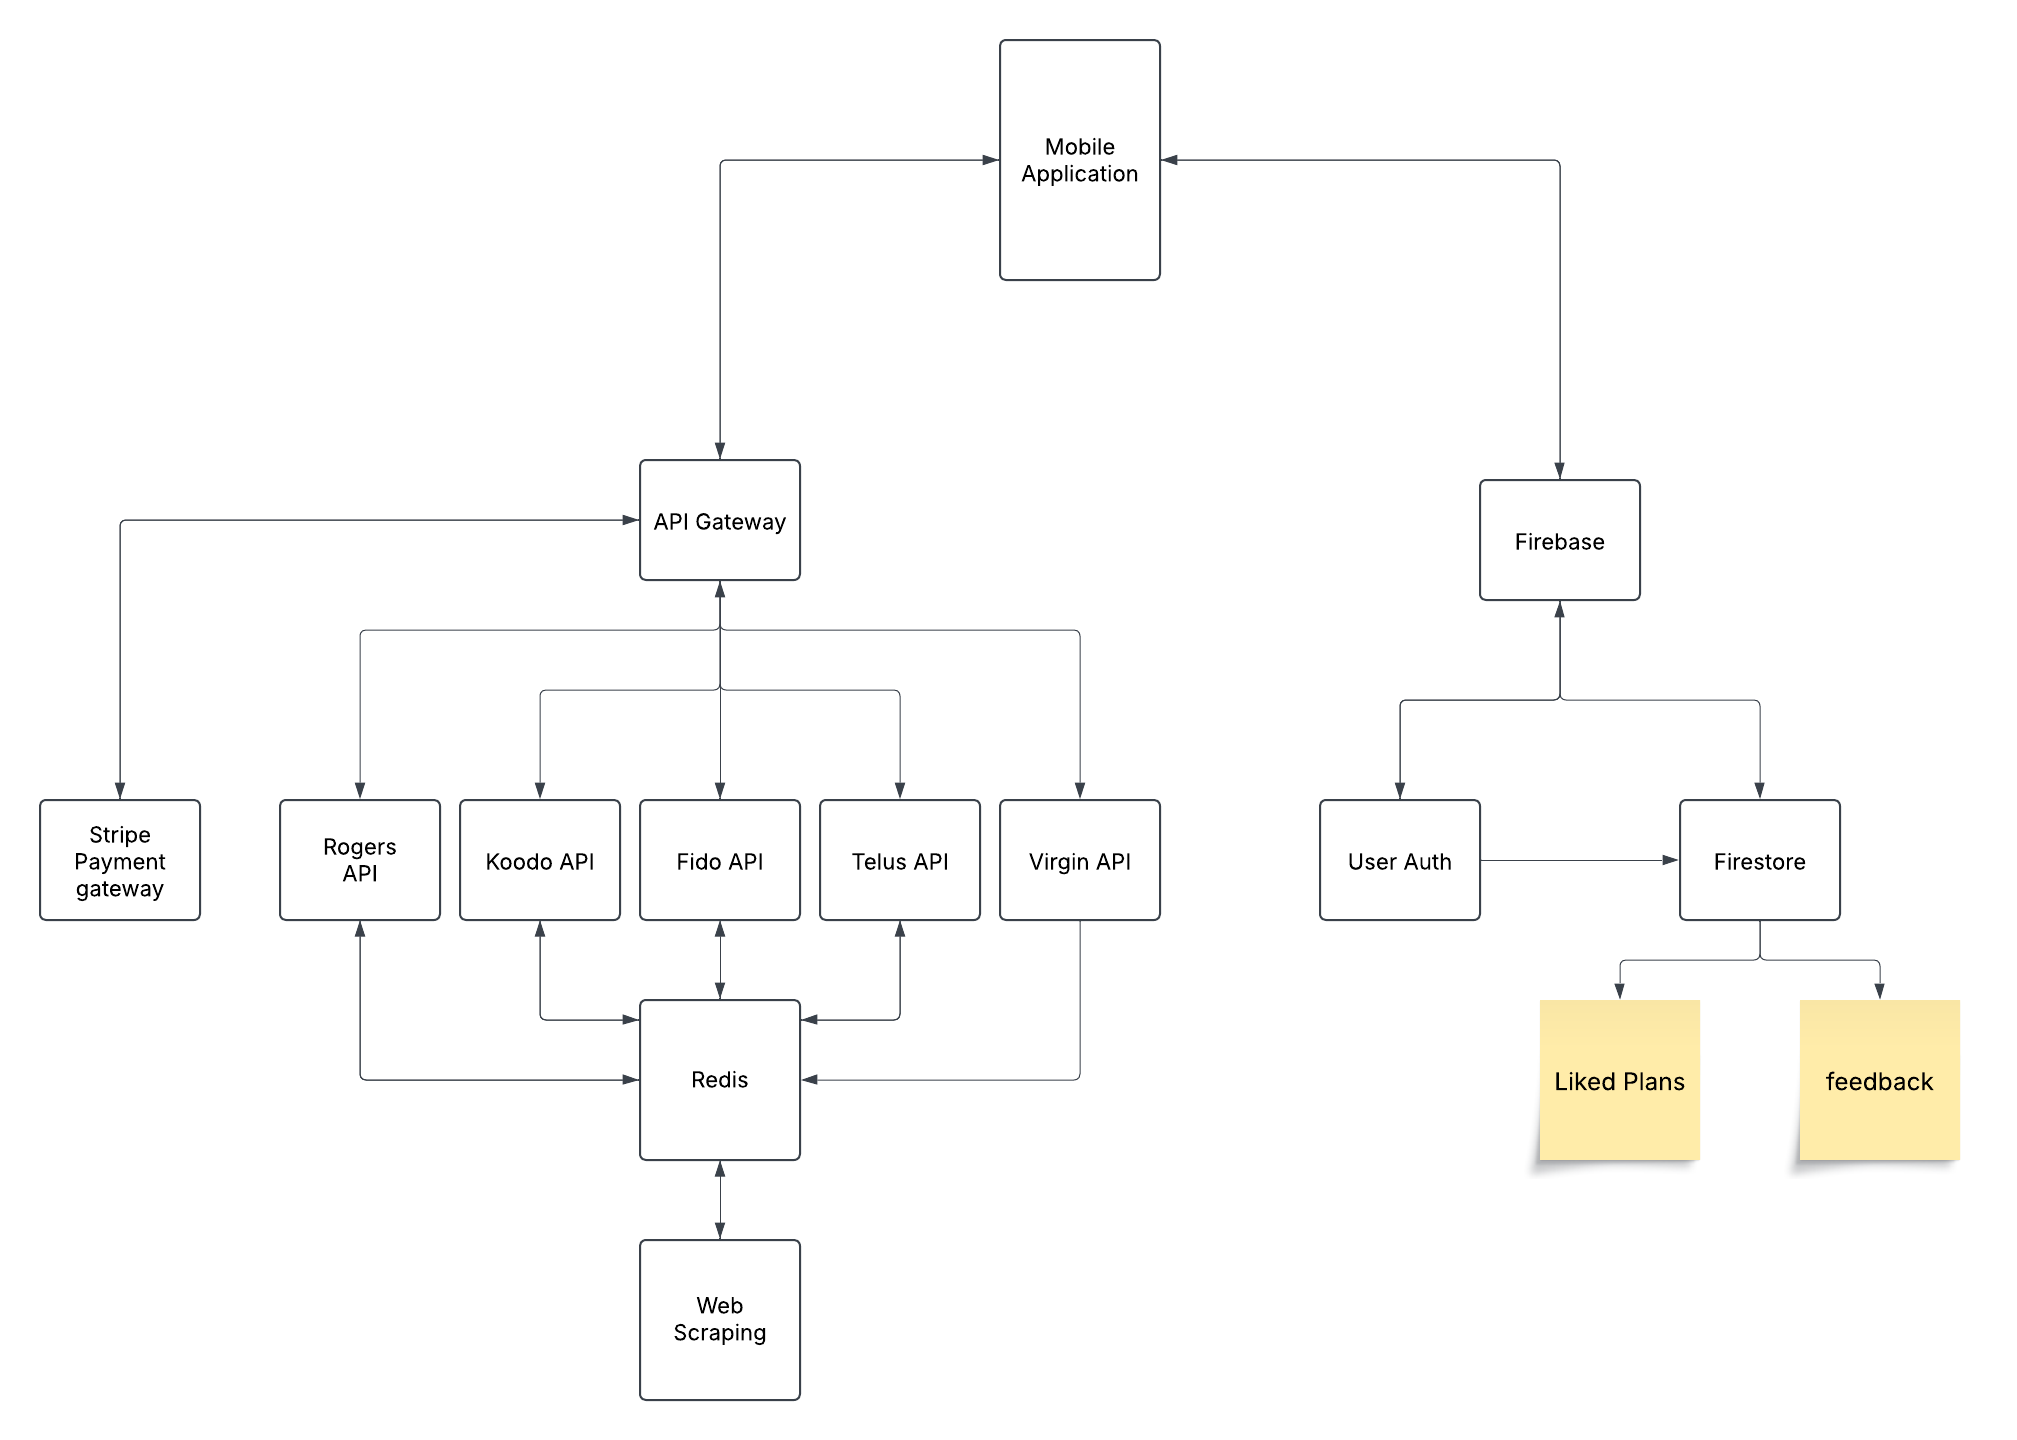 Mobile
Application
API Gateway
Firebase
Stripe
Payment
gateway
Rogers
API
Koodo API
Fido API
Telus API
Virgin API
User Auth
Firestore
Redis
Liked Plans
feedback
Web
Scraping